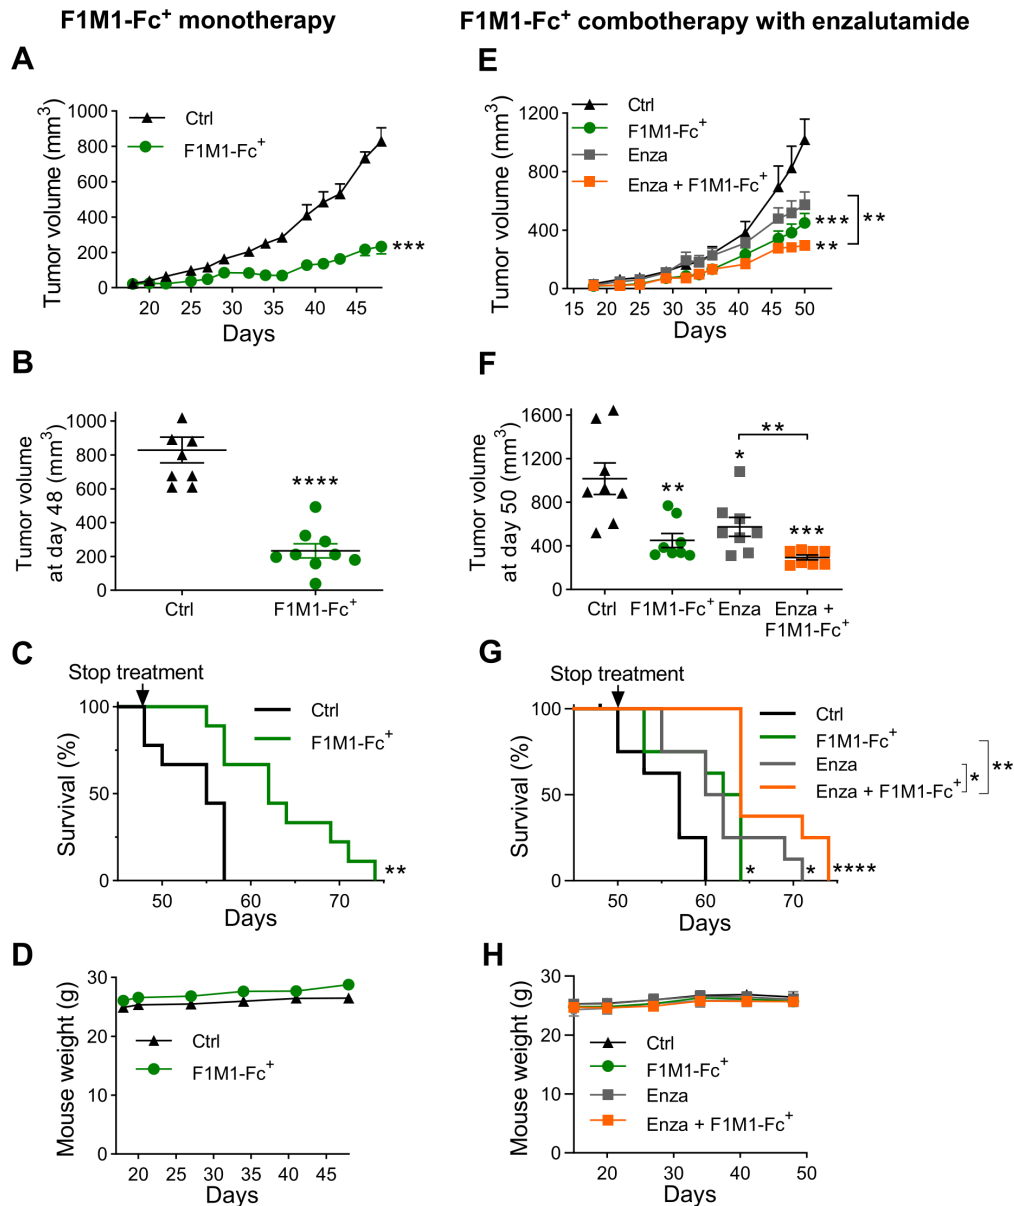 F1M1-Fc+ monotherapy
A
Tumor volume (mm3)
1000
800
600
400
200
0
Ctrl
F1M1-Fc+
***
20 25 30 35 40 45
Days
B
Tumor volume
at day 48 (mm3)
1000
800
600
400
200
0
****
Ctrl F1M1-Fc+
C
Stop treatment
Survival (%)
100
50
0
Ctrl
F1M1-Fc+
**
50 60 70
Days
D
Mouse weight (g)
30
20
10
0
Ctrl
F1M1-Fc+
20 25 30 35 40 45
Days
F1M1-Fc+ combotherapy with enzalutamide
E
Tumor volume (mm3)
1200
800
400
0
Ctrl
F1M1-Fc+
Enza
Enza + F1M1-Fc+
***
**
**
15 20 25 30 35 40 45 50
Days
F
Tumor volume
at day 50 (mm3)
1600
1200
800
400
0
**
*
**
***
Ctrl F1M1-Fc+ Enza Enza +
F1M1-Fc+
G
Stop treatment
Survival (%)
100
50
0
Ctrl
F1M1-Fc+
Enza
Enza + F1M1-Fc+
*
**
*
*
****
50 60 70
Days
H
Mouse weight (g)
30
20
10
0
Ctrl
F1M1-Fc+
Enza
Enza + F1M1-Fc+
20 30 40 50
Days